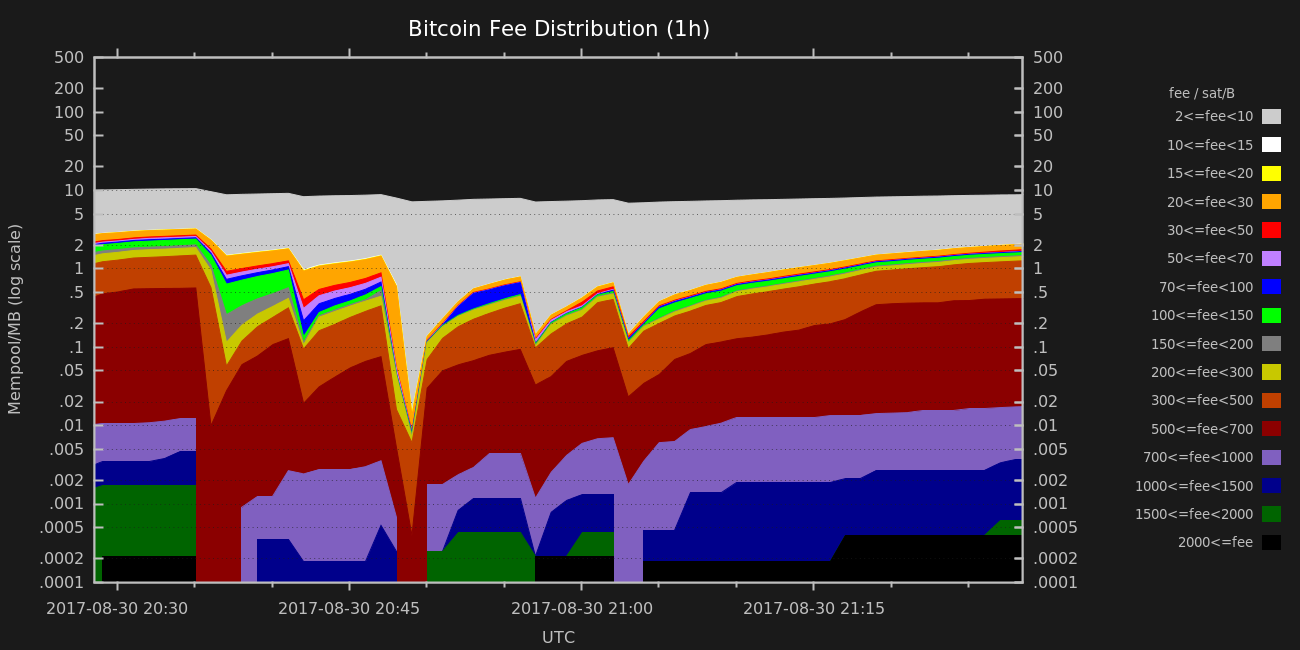 Bitcoin Fee Distribution (1h)
500 500
200 200
100 100
50 50
20 20
10 10
5 5
2 2
1 1
.5 .5
.2 .2
.1 .1
.05 .05
.02 .02
.01 .01
.005 .005
.002 .002
.001 .001
.0005 .0005
.0002 .0002
.0001 .0001
Mempool/MB (log scale)
2017-08-30 20:30 2017-08-30 20:45 2017-08-30 21:00 2017-08-30 21:15
UTC
fee / sat/B
2<=fee<10
10<=fee<15
15<=fee<20
20<=fee<30
30<=fee<50
50<=fee<70
70<=fee<100
100<=fee<150
150<=fee<200
200<=fee<300
300<=fee<500
500<=fee<700
700<=fee<1000
1000<=fee<1500
1500<=fee<2000
2000<=fee